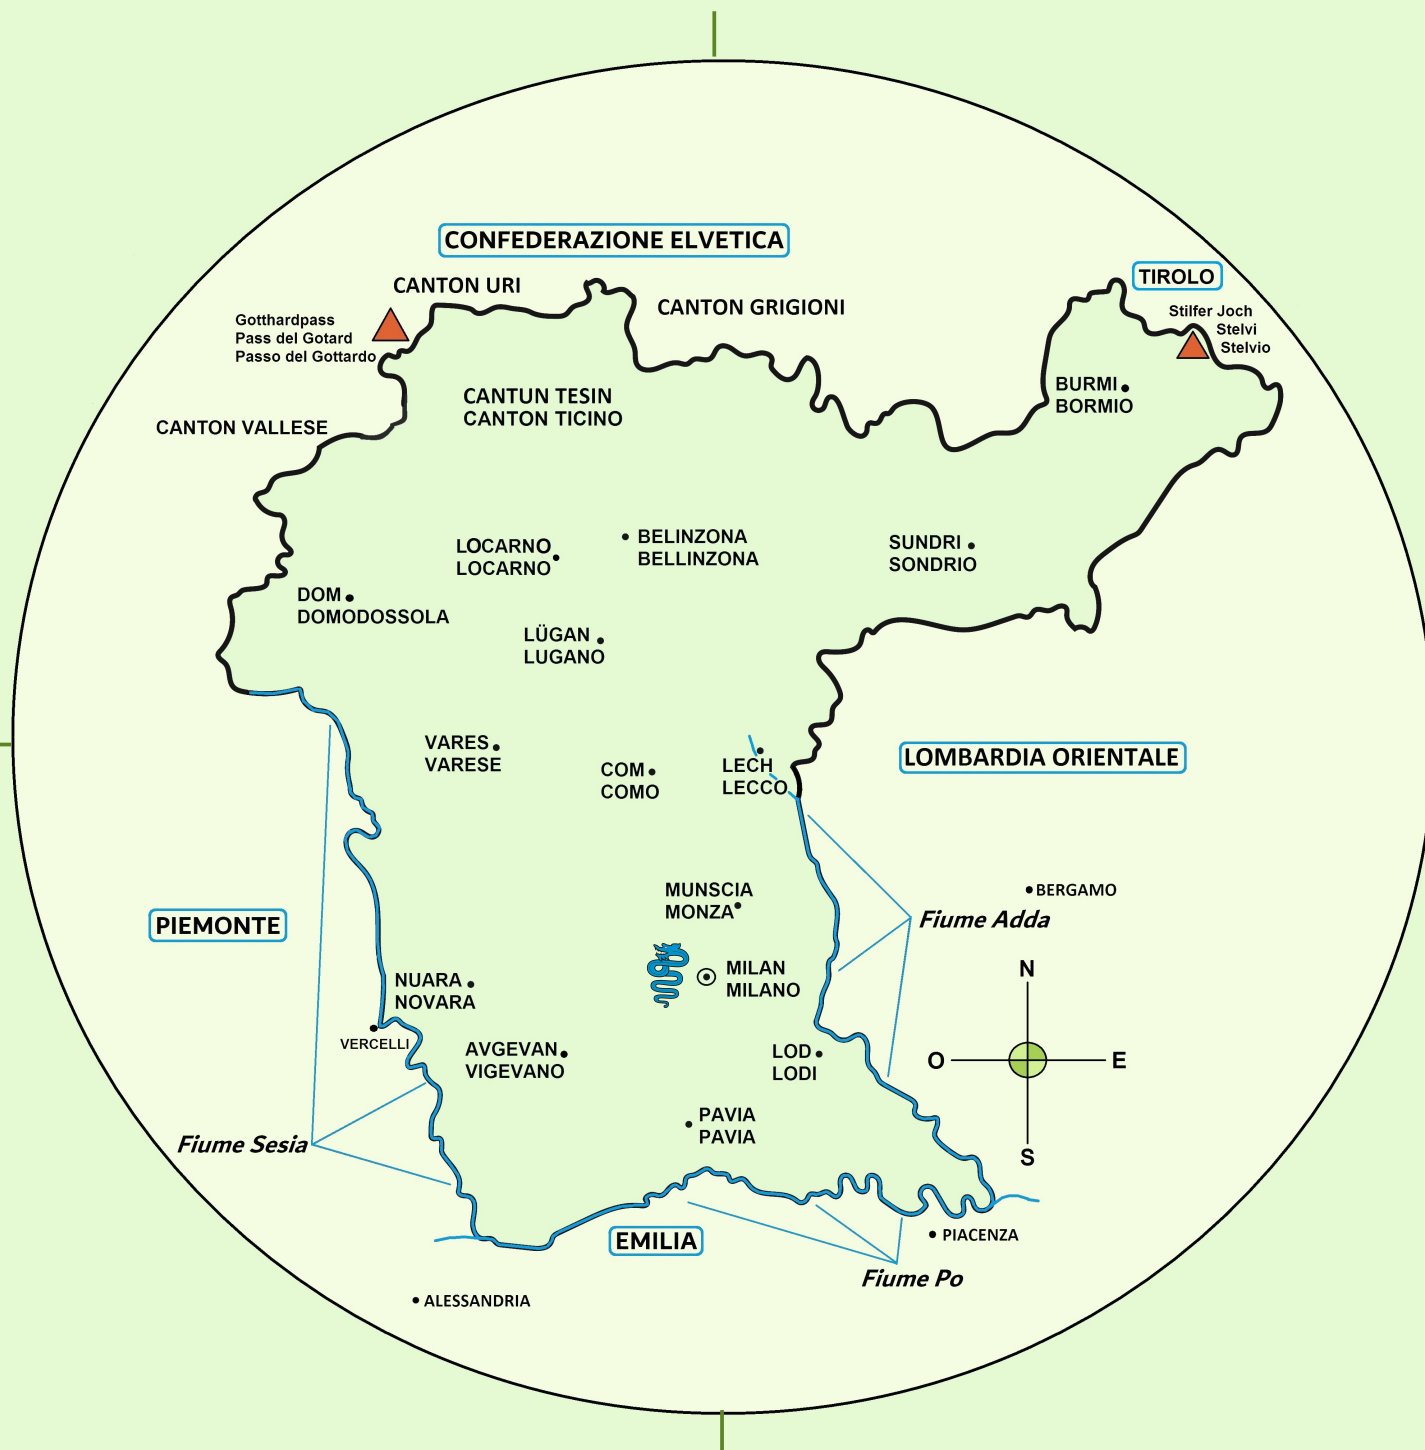 CONFEDERAZIONE ELVETICA
TIROLO
CANTON URI
CANTON GRIGIONI
Stilfer Joch
Stelvi
Stelvio
Gotthardpass
Pass del Gotard
Passo del Gottardo
BURMI
BORMIO
CANTUN TESIN
CANTON TICINO
CANTON VALLESE
BELINZONA
BELLINZONA
SUNDRI
SONDRIO
LOCARNO
LOCARNO
DOM
DOMODOSSOLA
LÜGAN
LUGANO
VARES
VARESE
LECH
LECCO
COM
COMO
LOMBARDIA ORIENTALE
MUNSCIA
MONZA
BERGAMO
PIEMONTE
Fiume Adda
MILAN
MILANO
N
NUARA
NOVARA
VERCELLI
AVGEVAN
VIGEVANO
LOD
LODI
O
E
PAVIA
PAVIA
S
Fiume Sesia
EMILIA
PIACENZA
Fiume Po
ALESSANDRIA